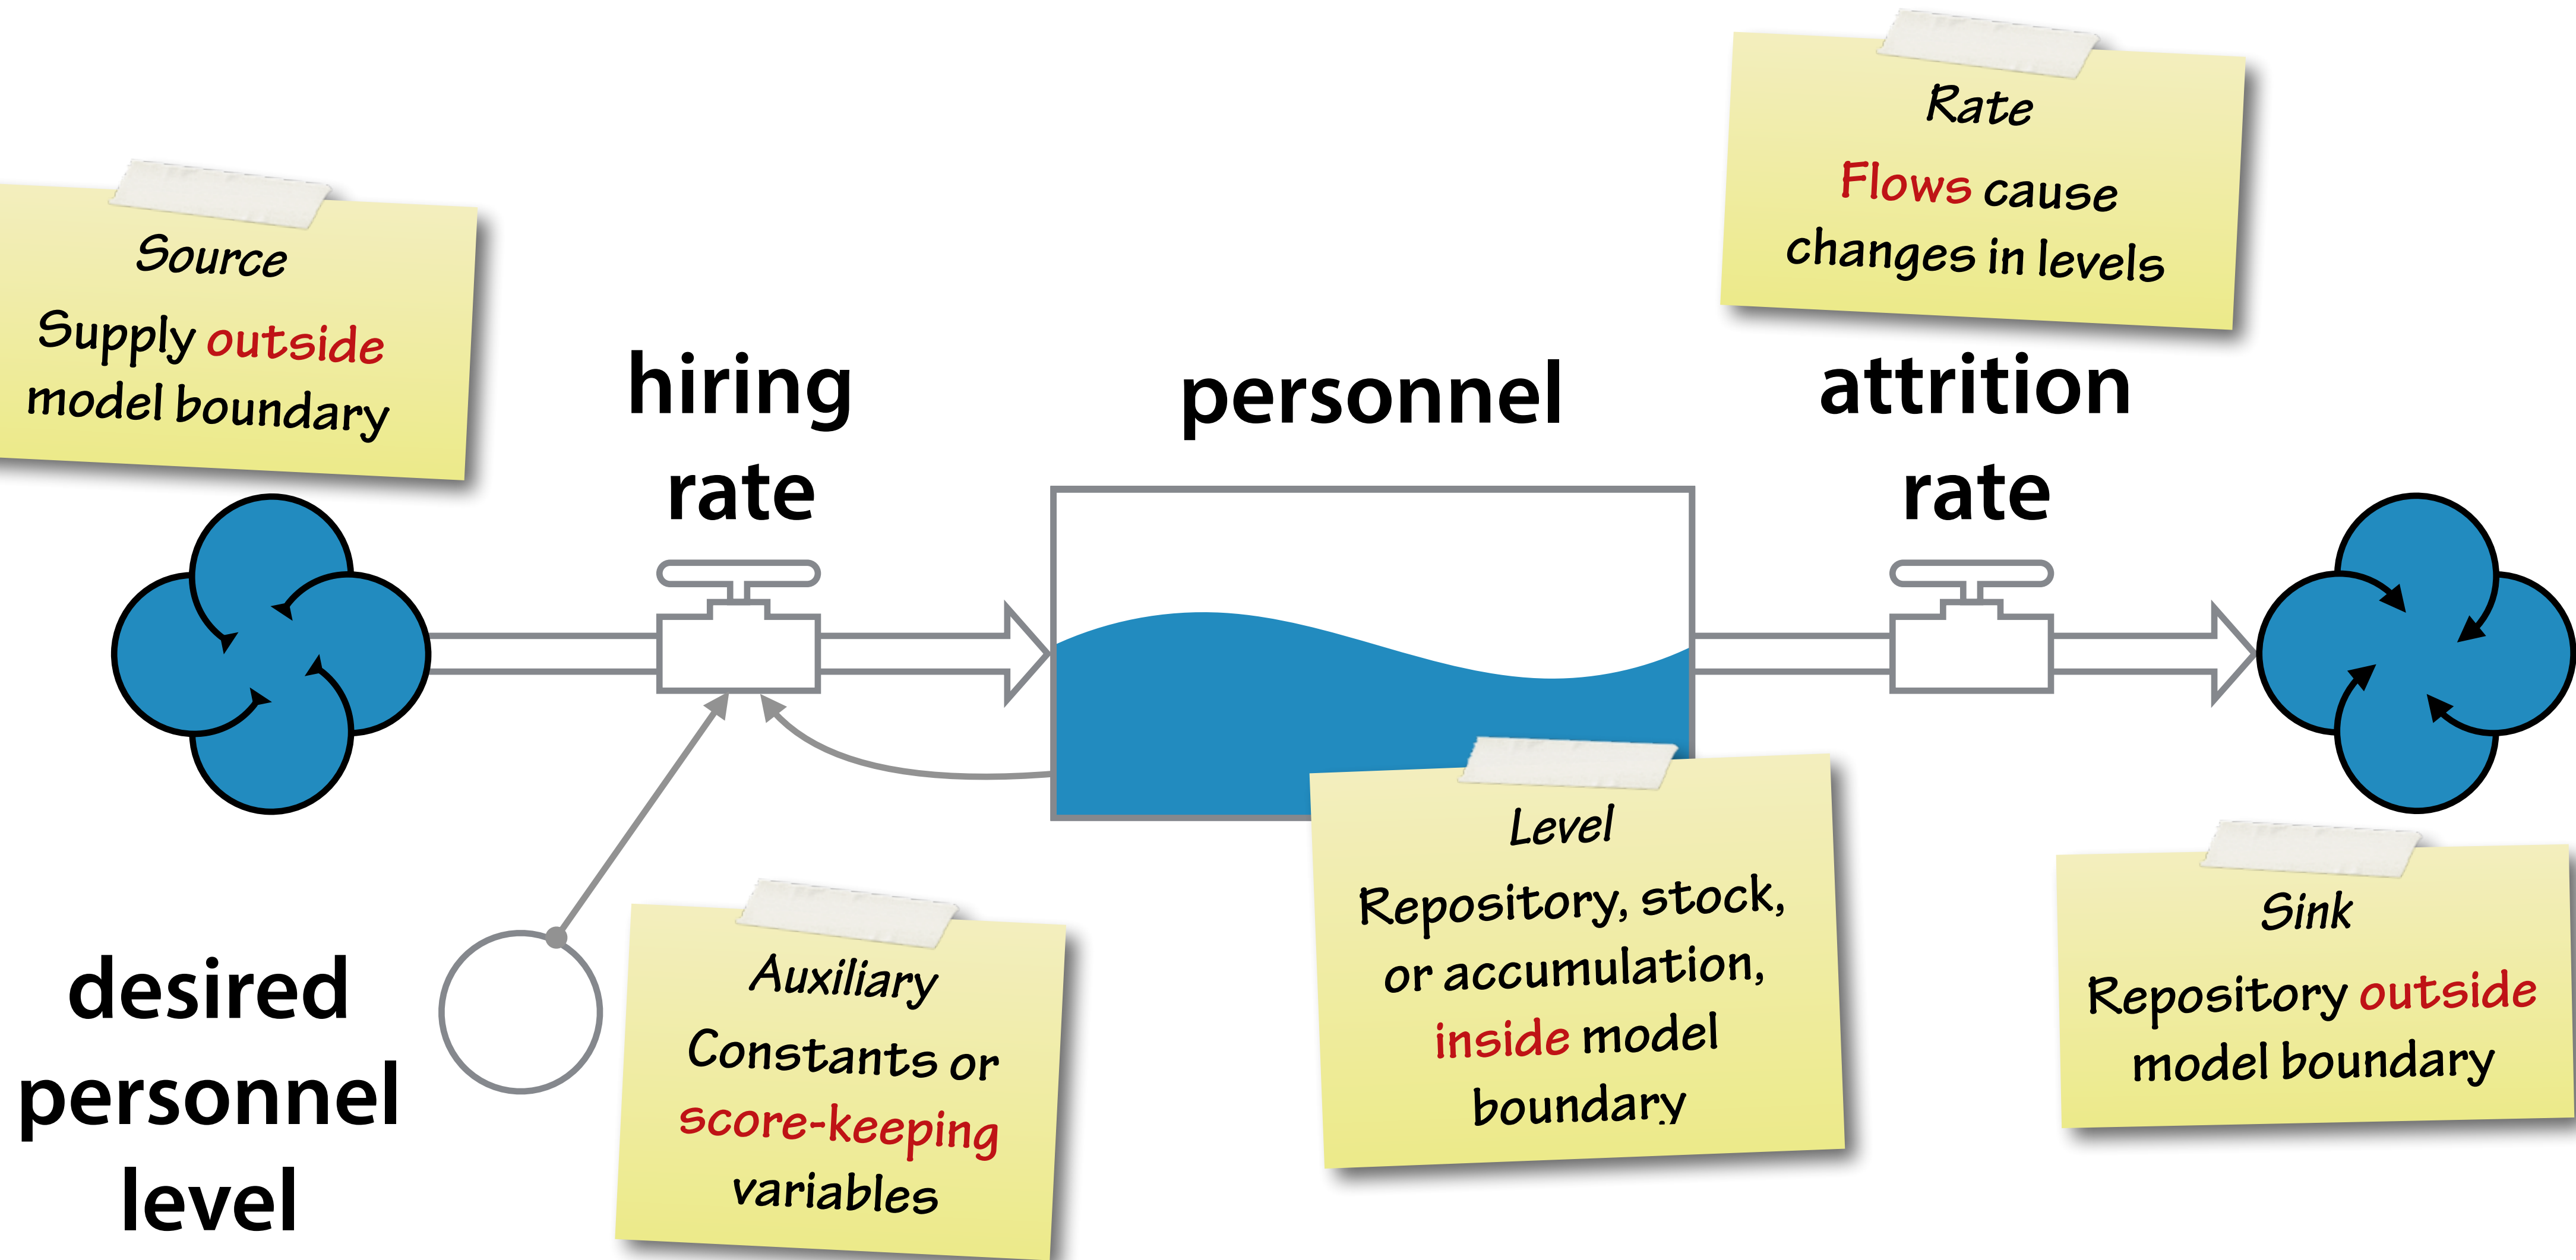 Rate
Flows cause
changes in levels
Source
Supply outside
model boundary
hiring
rate
personnel
attrition
rate
Level
Repository, stock,
or accumulation,
inside model
boundary
Sink
Repository outside
model boundary
Auxiliary
Constants or
score-keeping
variables
desired
personnel
level